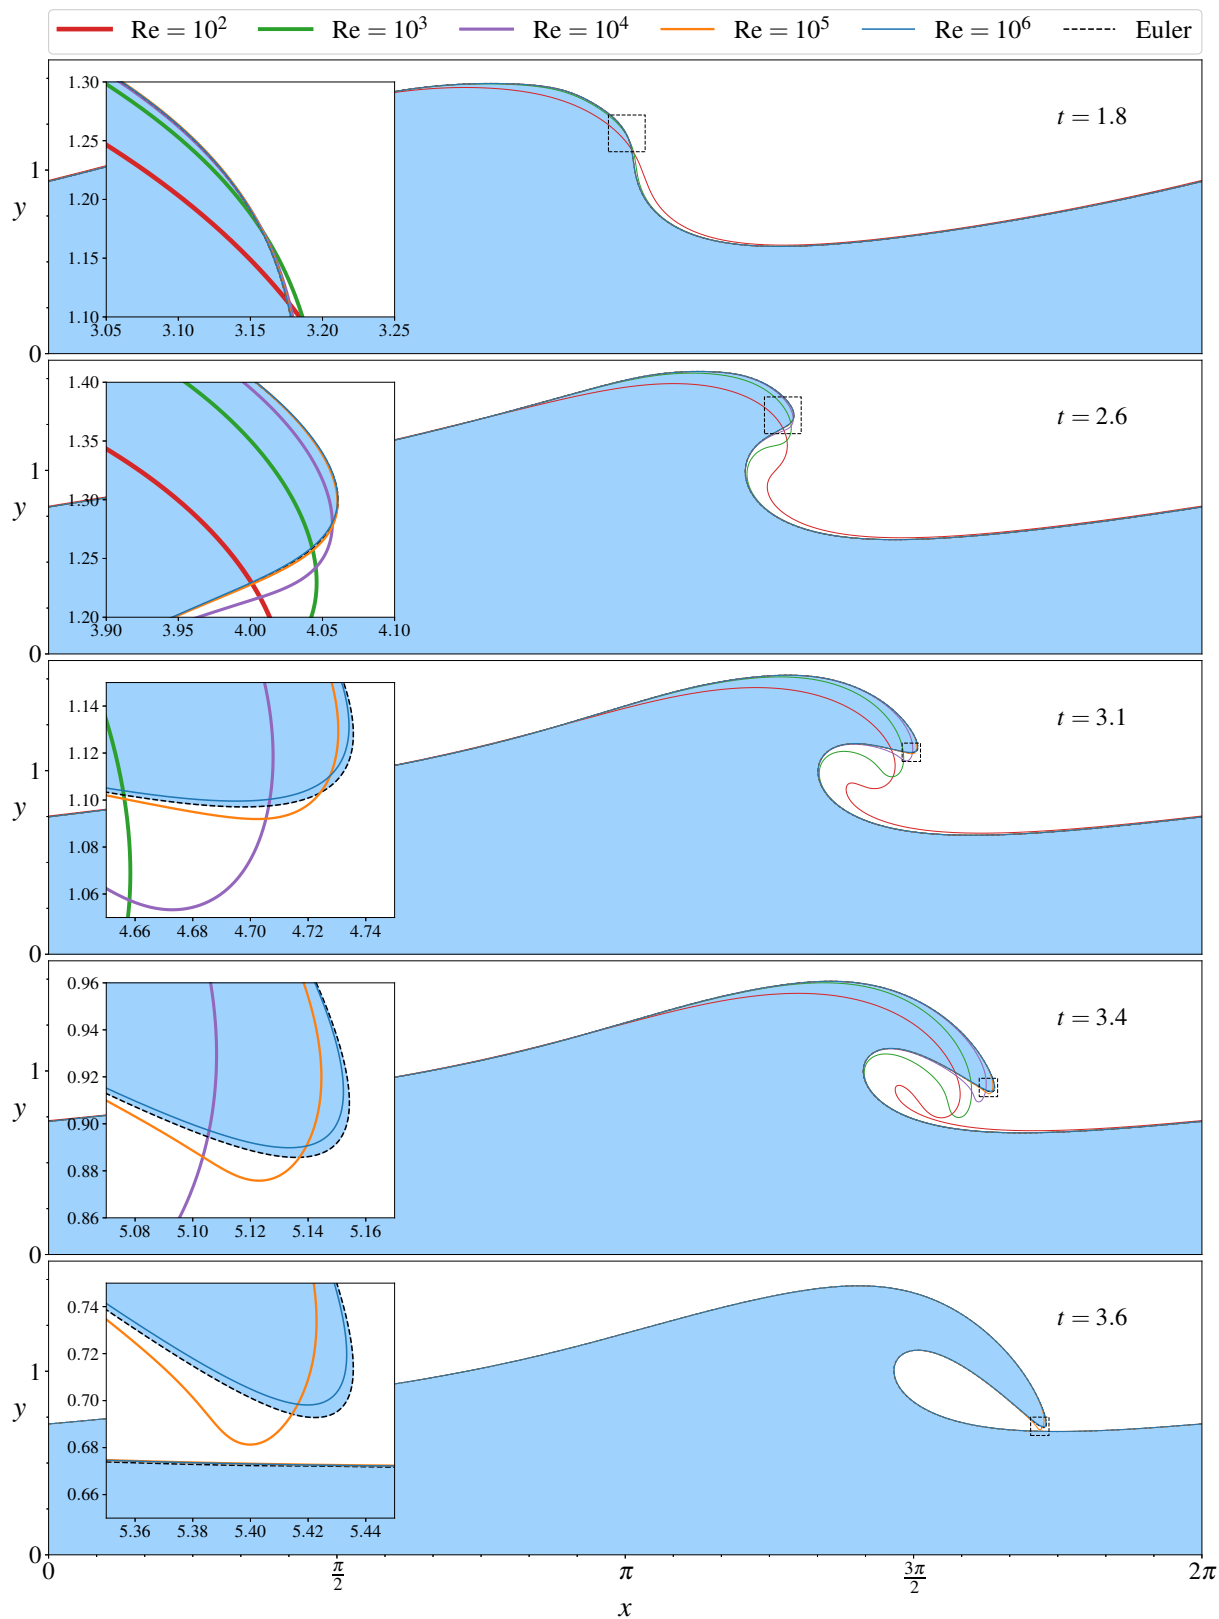 Re = 10² Re = 10³ Re = 10⁴ Re = 10⁵ Re = 10⁶ Euler
1.30
1.25
1.20
1.15
1.10
3.05 3.10 3.15 3.20 3.25
t = 1.8
1
y
0
1.40
1.35
1.30
1.25
1.20
3.90 3.95 4.00 4.05 4.10
t = 2.6
1
y
0
1.14
1.12
1.10
1.08
1.06
4.66 4.68 4.70 4.72 4.74
t = 3.1
1
y
0
0.96
0.94
0.92
0.90
0.88
0.86
5.08 5.10 5.12 5.14 5.16
t = 3.4
1
y
0
0.74
0.72
0.70
0.68
0.66
5.36 5.38 5.40 5.42 5.44
t = 3.6
1
y
0
0 π/2 π 3π/2 2π
x